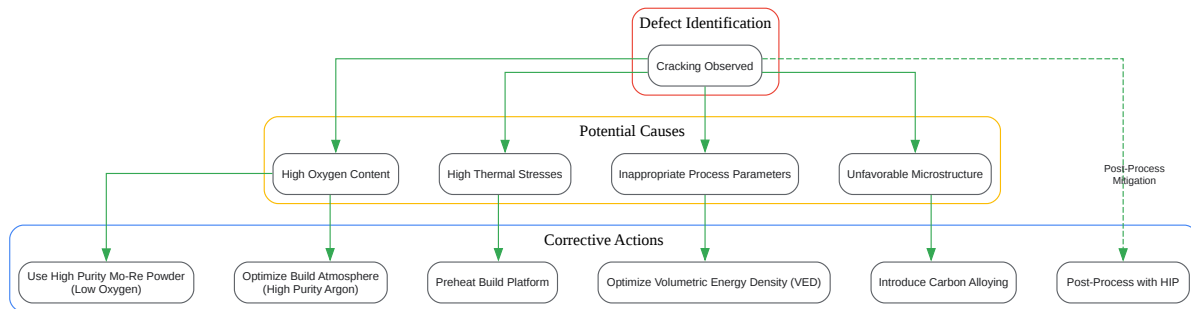 Defect Identification
Cracking Observed
Potential Causes
High Oxygen Content
High Thermal Stresses
Inappropriate Process Parameters
Unfavorable Microstructure
Post-Process
Mitigation
Corrective Actions
Use High Purity Mo-Re Powder
(Low Oxygen)
Optimize Build Atmosphere
(High Purity Argon)
Preheat Build Platform
Optimize Volumetric Energy Density (VED)
Introduce Carbon Alloying
Post-Process with HIP